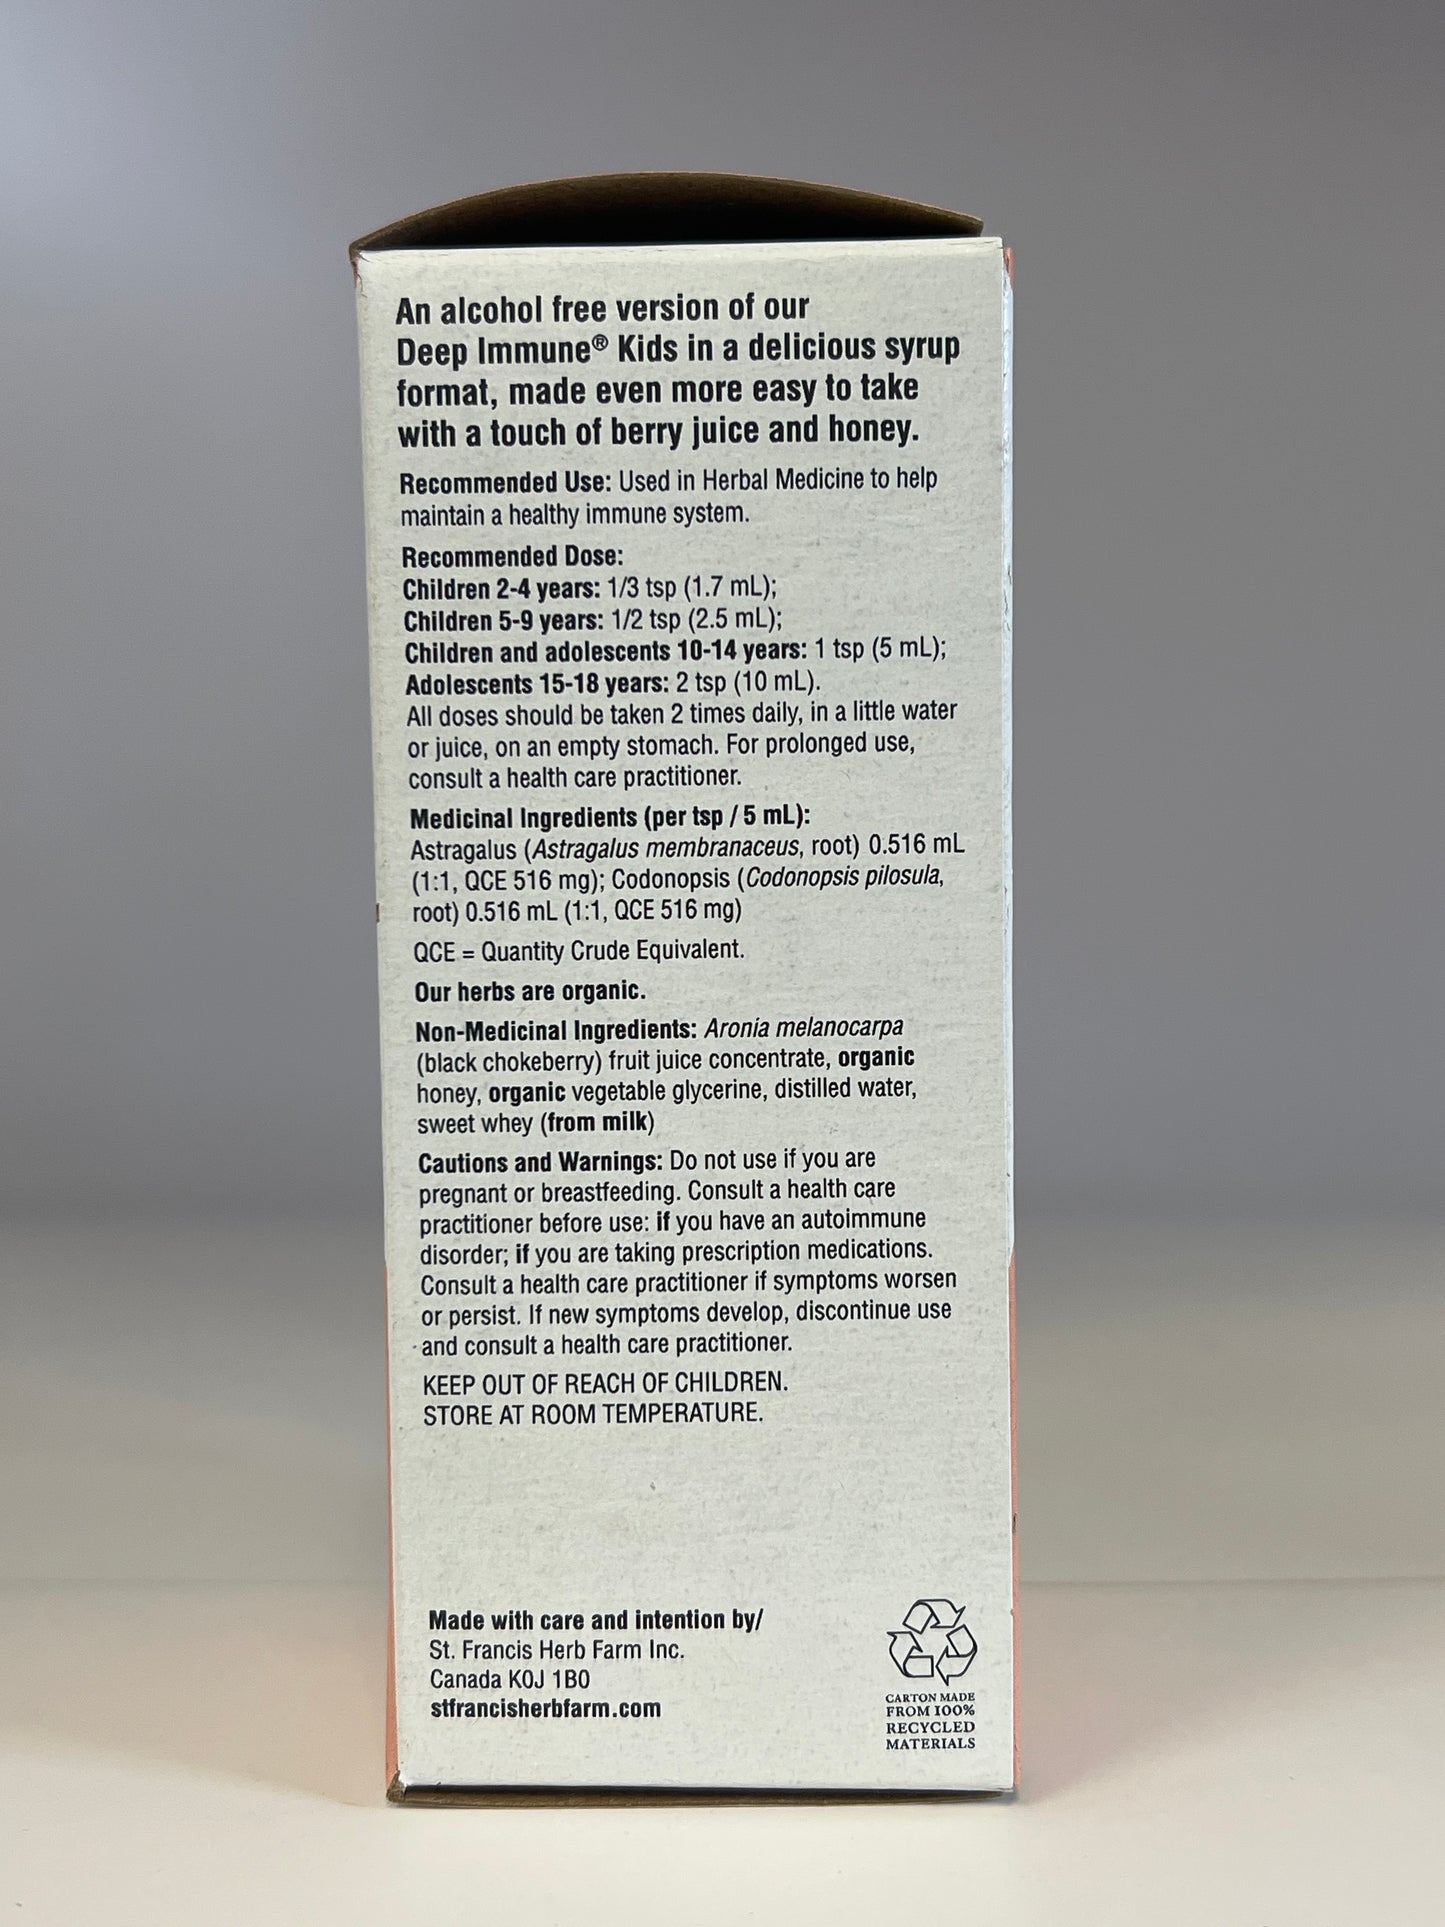 An alcohol free version of our
Deep Immune® Kids in a delicious syrup
format, made even more easy to take
with a touch of berry juice and honey.
Recommended Use: Used in Herbal Medicine to help
maintain a healthy immune system.
Recommended Dose:
Children 2-4 years: 1/3 tsp (1.7 mL);
Children 5-9 years: 1/2 tsp (2.5 mL);
Children and adolescents 10-14 years: 1 tsp (5 mL);
Adolescents 15-18 years: 2 tsp (10 mL).
All doses should be taken 2 times daily, in a little water
or juice, on an empty stomach. For prolonged use,
consult a health care practitioner.
Medicinal Ingredients (per tsp / 5 mL):
Astragalus (Astragalus membranaceus, root) 0.516 mL
(1:1, QCE 516 mg); Codonopsis (Codonopsis pilosula,
root) 0.516 mL (1:1, QCE 516 mg)
QCE = Quantity Crude Equivalent.
Our herbs are organic.
Non-Medicinal Ingredients: Aronia melanocarpa
(black chokeberry) fruit juice concentrate, organic
honey, organic vegetable glycerine, distilled water,
sweet whey (from milk)
Cautions and Warnings: Do not use if you are
pregnant or breastfeeding. Consult a health care
practitioner before use: if you have an autoimmune
disorder; if you are taking prescription medications.
Consult a health care practitioner if symptoms worsen
or persist. If new symptoms develop, discontinue use
and consult a health care practitioner.
KEEP OUT OF REACH OF CHILDREN.
STORE AT ROOM TEMPERATURE.
Made with care and intention by/
St. Francis Herb Farm Inc.
Canada K0J 1B0
stfrancisherbfarm.com
CARTON MADE
FROM 100%
RECYCLED
MATERIALS